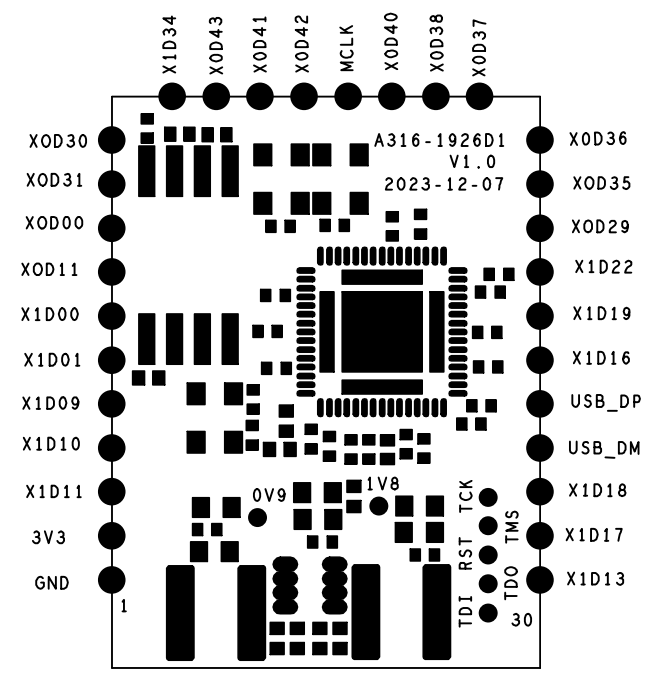 X1D34
X0D43
X0D41
X0D42
MCLK
X0D40
X0D38
X0D37
X0D30
A316-1926D1
X0D36
V1.0
X0D31
2023-12-07
X0D35
X0D00
X0D29
X0D11
X1D22
X1D00
X1D19
X1D01
X1D16
X1D09
USB_DP
X1D10
USB_DM
X1D11
0V9
1V8
TCK
X1D18
3V3
TMS
X1D17
RST
GND
TDO
X1D13
1
TDI
30